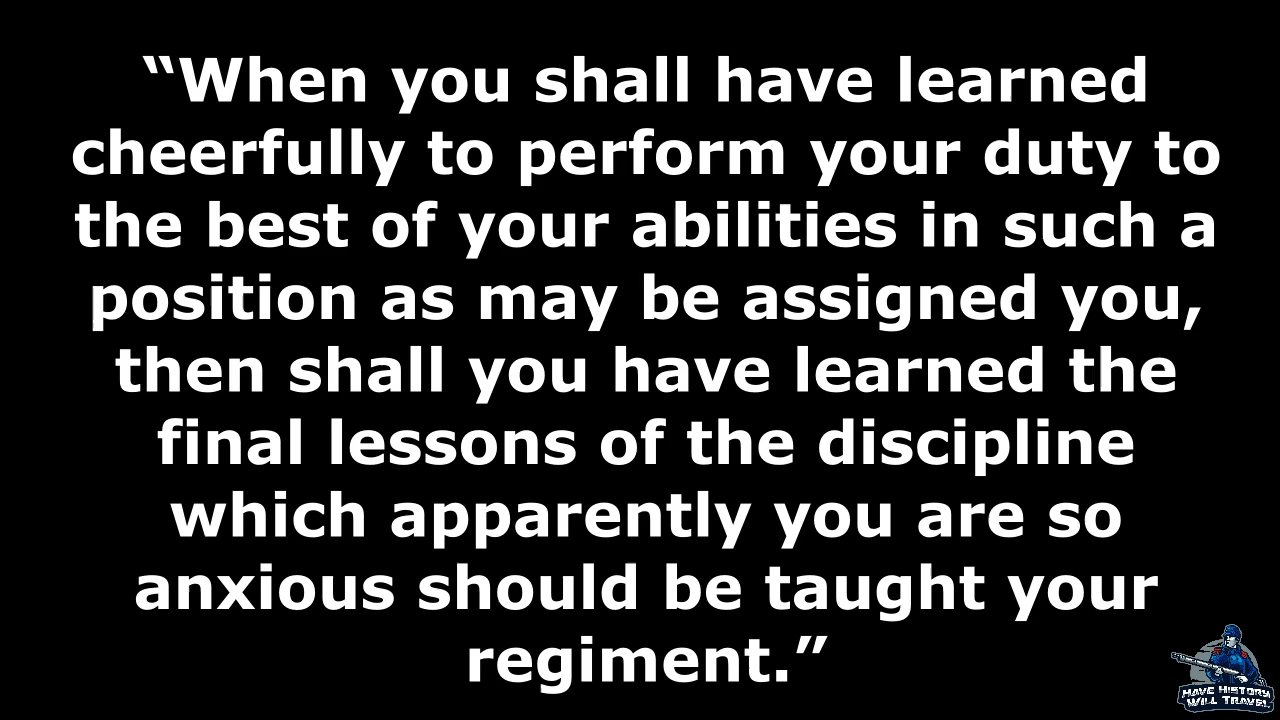 “When you shall have learned
cheerfully to perform your duty to
the best of your abilities in such a
position as may be assigned you,
then shall you have learned the
final lessons of the discipline
which apparently you are so
anxious should be taught your
regiment.”
HAVE HISTORY
WILL TRAVEL